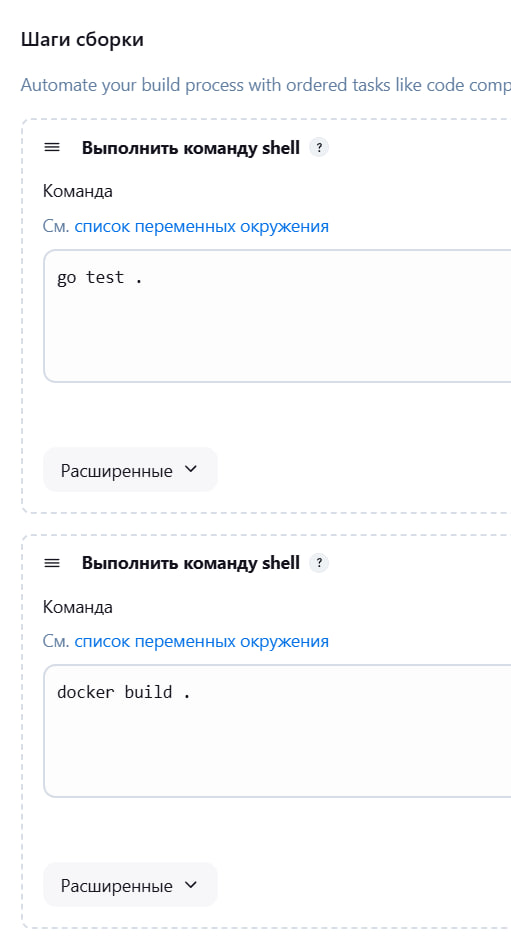 Шаги сборки
Automate your build process with ordered tasks like code comp
Выполнить команду shell ?
Команда
См. список переменных окружения
go test .
Расширенные
Выполнить команду shell ?
Команда
См. список переменных окружения
docker build .
Расширенные